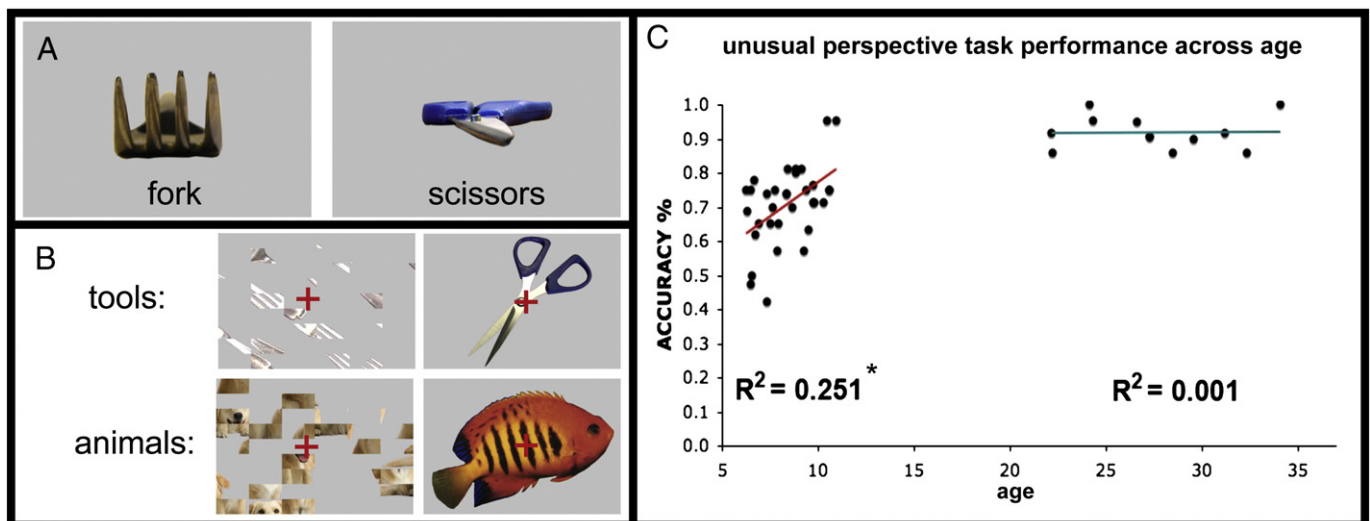 A
fork
scissors
B
tools:
animals:
C
unusual perspective task performance across age
ACCURACY %
1.0
0.9
0.8
0.7
0.6
0.5
0.4
0.3
0.2
0.1
0.0
R² = 0.251 *
R² = 0.001
5
10
15
20
25
30
35
age